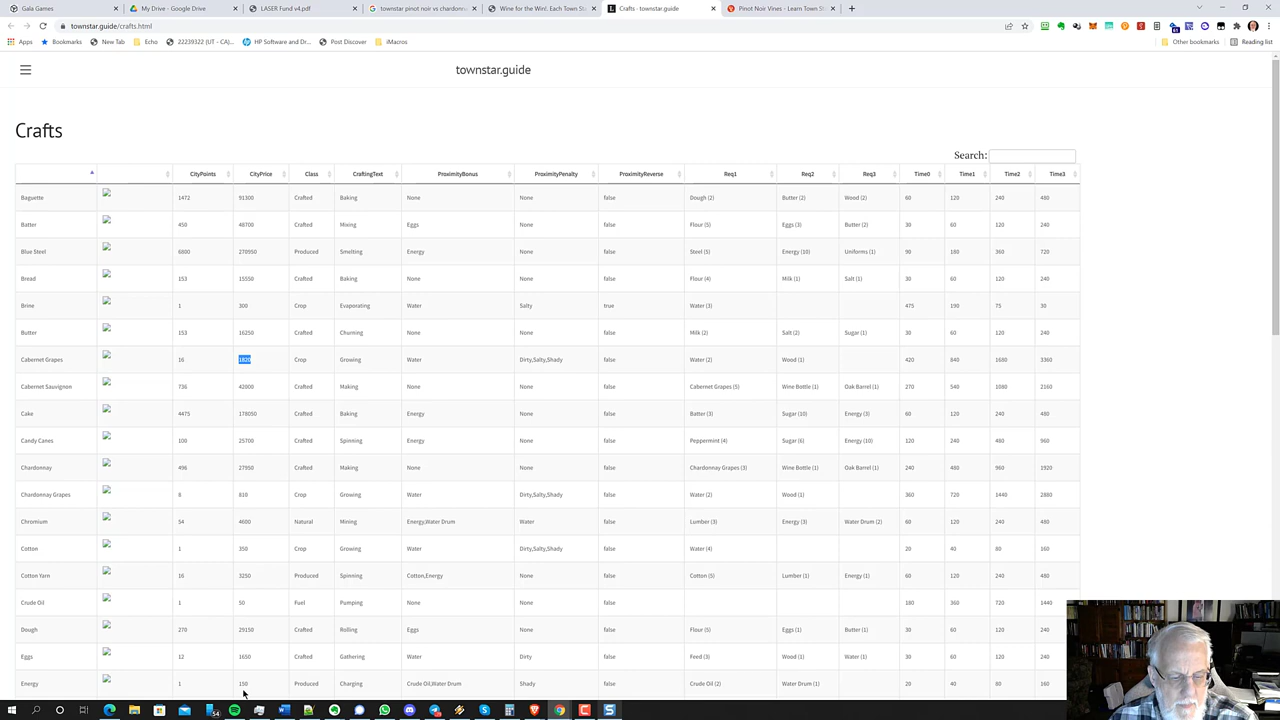 Gala Games
My Drive - Google Drive
LASER Fund v4.pdf
townstar pinot noir vs chardonn
Wine for the Win!. Each Town St
Crafts - townstar.guide
Pinot Noir Vines - Learn Town St
townstar.guide/crafts.html
Apps Bookmarks New Tab Echo 22239322 (UT - CA)... HP Software and Dr... Post Discover iMacros Other bookmarks Reading list
townstar.guide
Crafts
Search:
CityPoints CityPrice Class CraftingText ProximityBonus ProximityPenalty ProximityReverse Req1 Req2 Req3 Time0 Time1 Time2 Time3
Baguette 1472 91300 Crafted Baking None None false Dough (2) Butter (2) Wood (2) 60 120 240 480
Batter 450 48700 Crafted Mixing Eggs None false Flour (5) Eggs (3) Butter (2) 30 60 120 240
Blue Steel 6800 270950 Produced Smelting Energy None false Steel (5) Energy (10) Uniforms (1) 90 180 360 720
Bread 153 15550 Crafted Baking None None false Flour (4) Milk (1) Salt (1) 30 60 120 240
Brine 1 300 Crop Evaporating Water Salty true Water (3) 475 190 75 30
Butter 153 16250 Crafted Churning None None false Milk (2) Salt (2) Sugar (1) 30 60 120 240
Cabernet Grapes 16 1820 Crop Growing Water Dirty,Salty,Shady false Water (2) Wood (1) 420 840 1680 3360
Cabernet Sauvignon 736 42000 Crafted Making None None false Cabernet Grapes (5) Wine Bottle (1) Oak Barrel (1) 270 540 1080 2160
Cake 4475 178050 Crafted Baking Energy None false Batter (3) Sugar (10) Energy (3) 60 120 240 480
Candy Canes 100 25700 Crafted Spinning Energy None false Peppermint (4) Sugar (6) Energy (10) 120 240 480 960
Chardonnay 496 27950 Crafted Making None None false Chardonnay Grapes (3) Wine Bottle (1) Oak Barrel (1) 240 480 960 1920
Chardonnay Grapes 8 810 Crop Growing Water Dirty,Salty,Shady false Water (2) Wood (1) 360 720 1440 2880
Chromium 54 4600 Natural Mining Energy,Water Drum Water false Lumber (3) Energy (3) Water Drum (2) 60 120 240 480
Cotton 1 350 Crop Growing Water Dirty,Salty,Shady false Water (4) 20 40 80 160
Cotton Yarn 16 3250 Produced Spinning Cotton,Energy None false Cotton (5) Lumber (1) Energy (1) 60 120 240 480
Crude Oil 1 50 Fuel Pumping None None false 180 360 720 1440
Dough 270 29150 Crafted Rolling Eggs None false Flour (5) Eggs (1) Butter (1) 30 60 120 240
Eggs 12 1650 Crafted Gathering Water Dirty false Feed (3) Wood (1) Water (1) 30 60 120 240
Energy 1 150 Produced Charging Crude Oil,Water Drum Shady false Crude Oil (2) Water Drum (1) 20 40 80 160